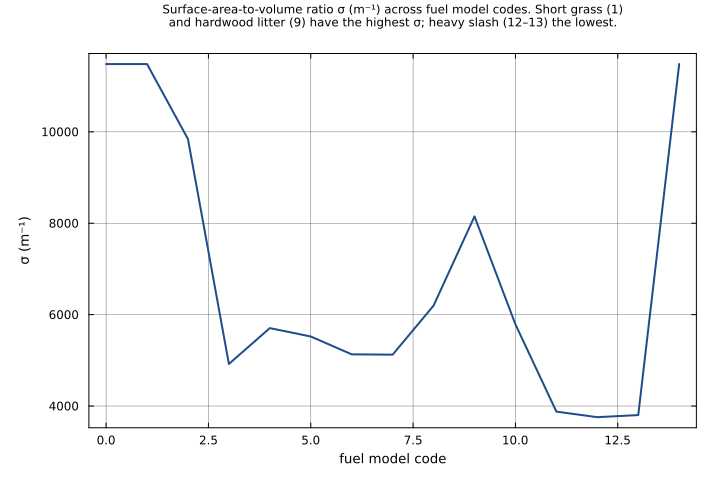 Surface-area-to-volume ratio σ (m⁻¹) across fuel model codes. Short grass (1)
and hardwood litter (9) have the highest σ; heavy slash (12–13) the lowest.
10000
8000
6000
4000
σ (m⁻¹)
0.0 2.5 5.0 7.5 10.0 12.5
fuel model code